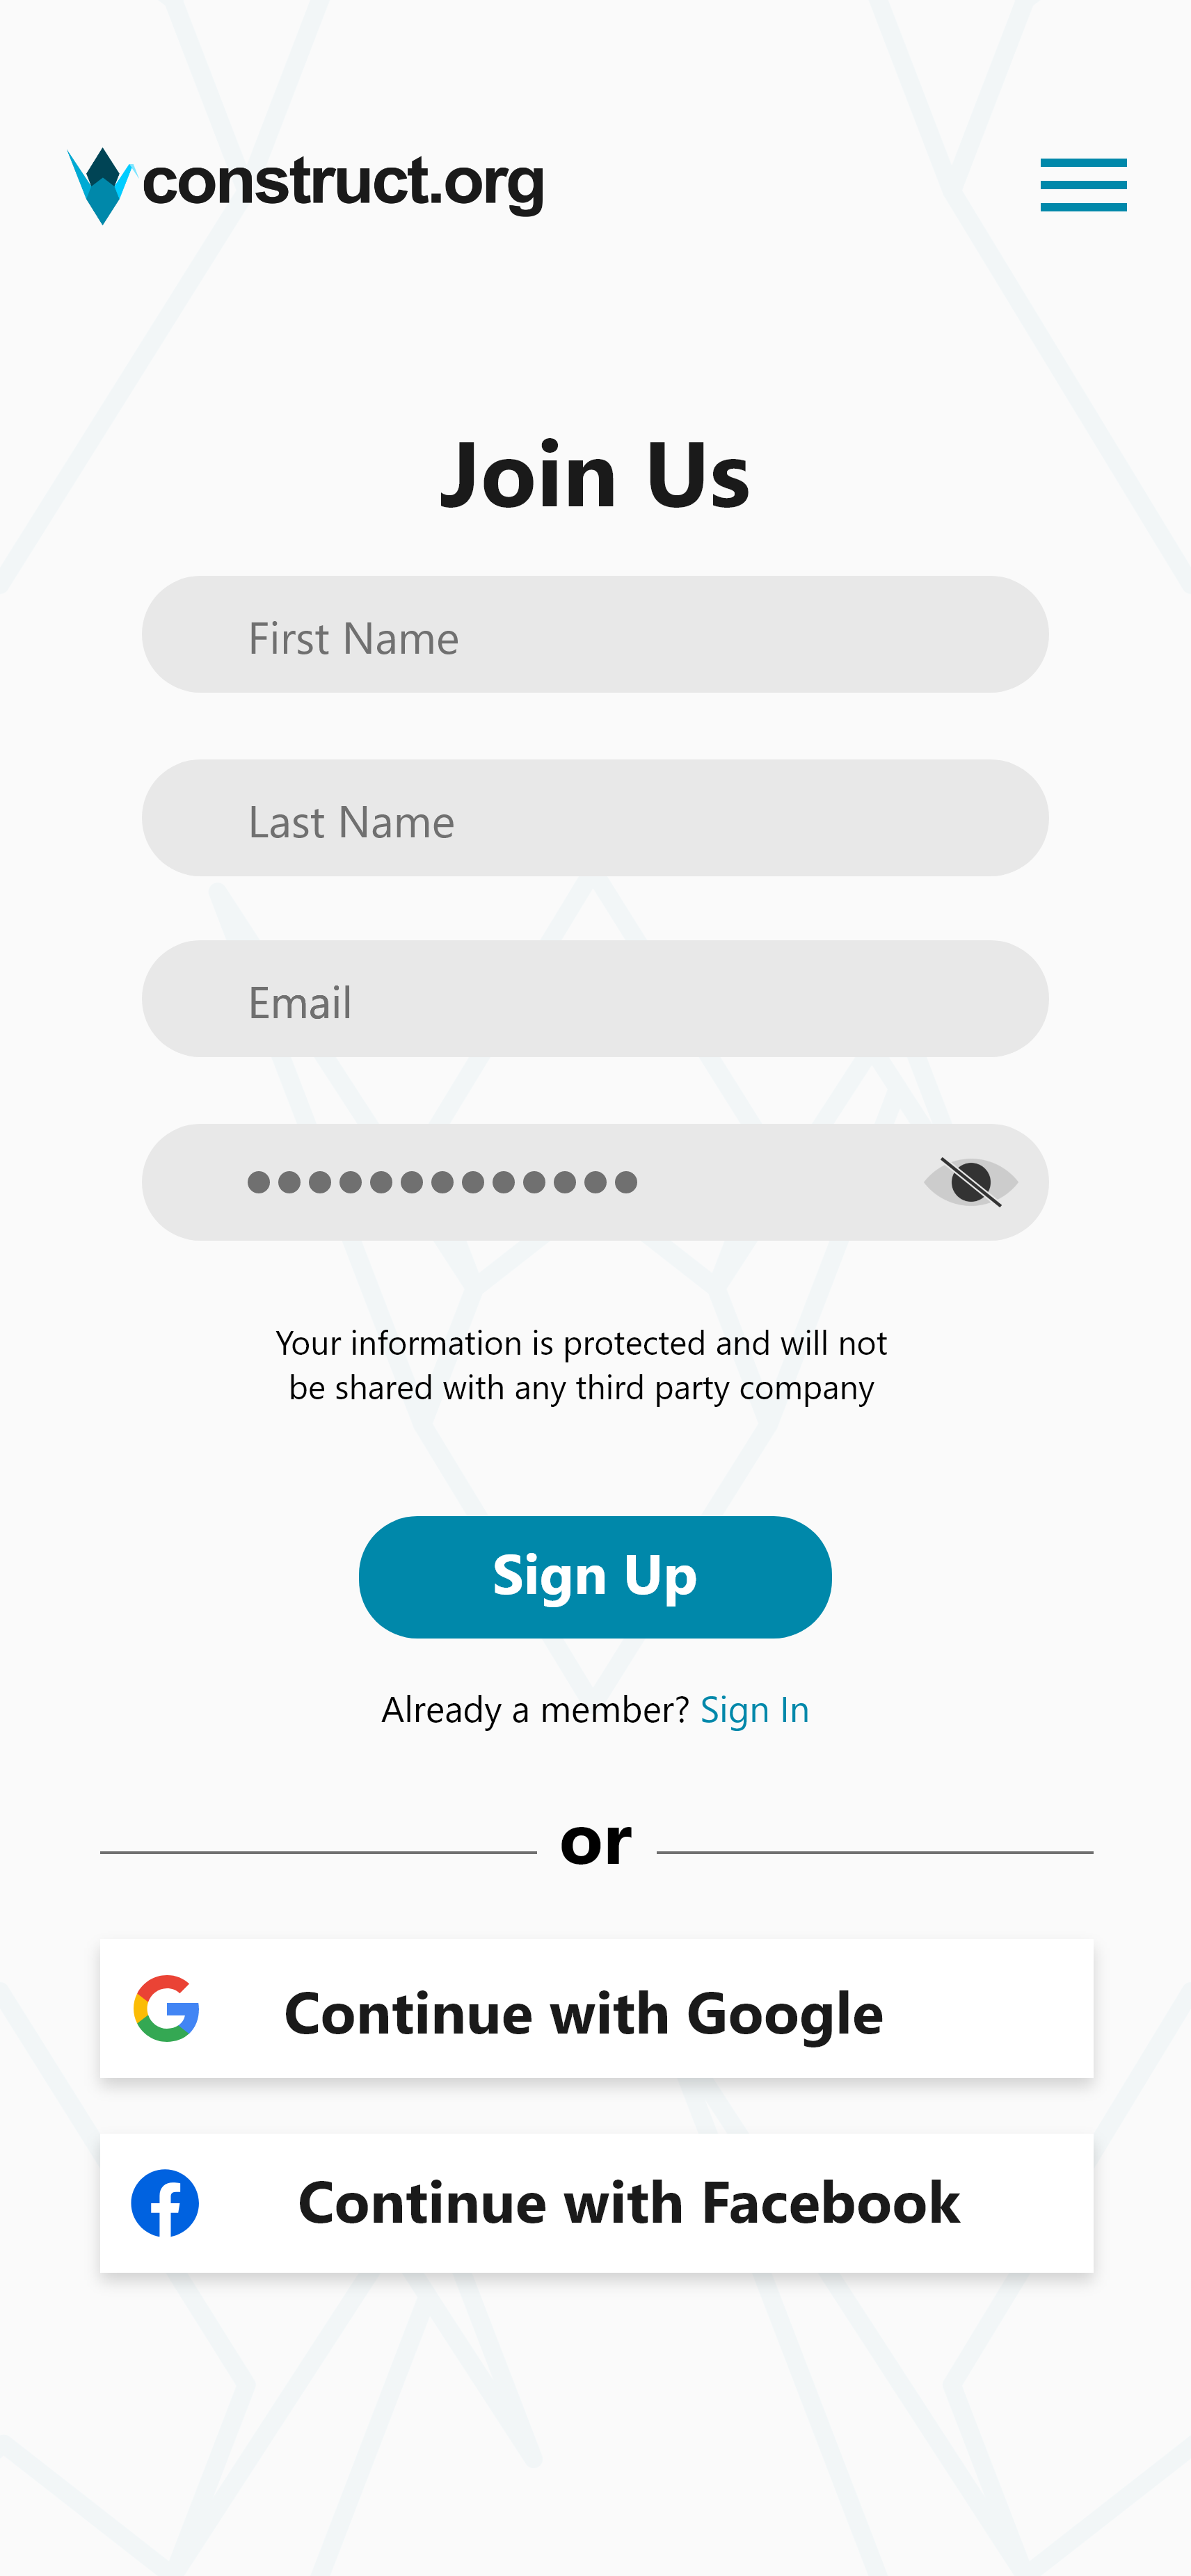 construct.org
Join Us
First Name
Last Name
Email
Your information is protected and will not
be shared with any third party company
Sign Up
Already a member? Sign In
or
Continue with Google
Continue with Facebook